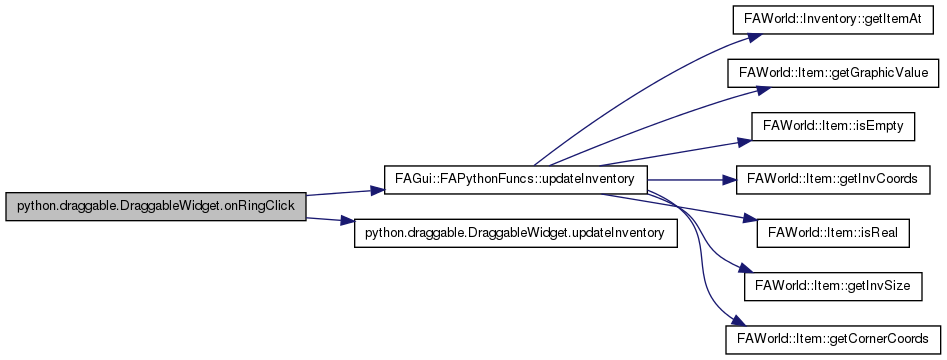 FAWorld::Inventory::getItemAt
FAWorld::Item::getGraphicValue
FAWorld::Item::isEmpty
FAGui::FAPythonFuncs::updateInventory
FAWorld::Item::getInvCoords
python.draggable.DraggableWidget.onRingClick
python.draggable.DraggableWidget.updateInventory
FAWorld::Item::isReal
FAWorld::Item::getInvSize
FAWorld::Item::getCornerCoords